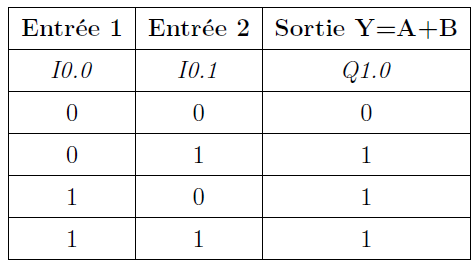 Entrée 1 Entrée 2 Sortie Y=A+B
I0.0 I0.1 Q1.0
0 0 0
0 1 1
1 0 1
1 1 1